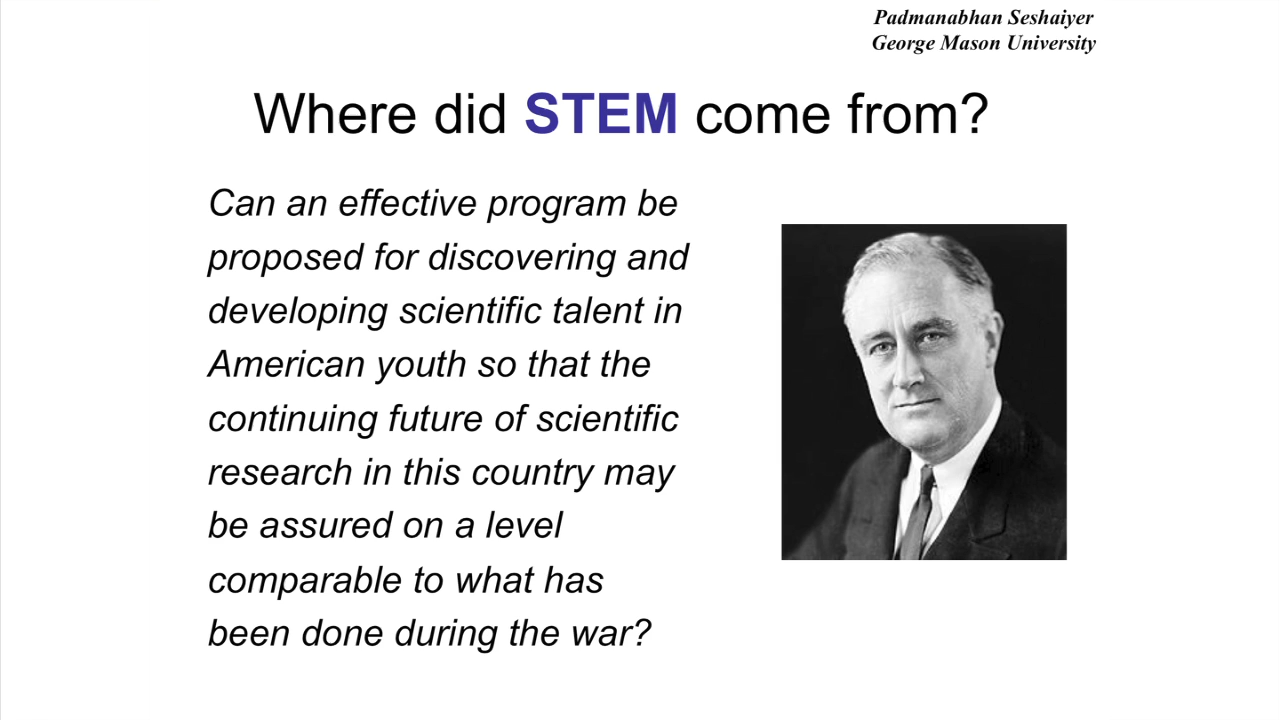 Padmanabhan Seshaiyer
George Mason University
Where did STEM come from?
Can an effective program be
proposed for discovering and
developing scientific talent in
American youth so that the
continuing future of scientific
research in this country may
be assured on a level
comparable to what has
been done during the war?